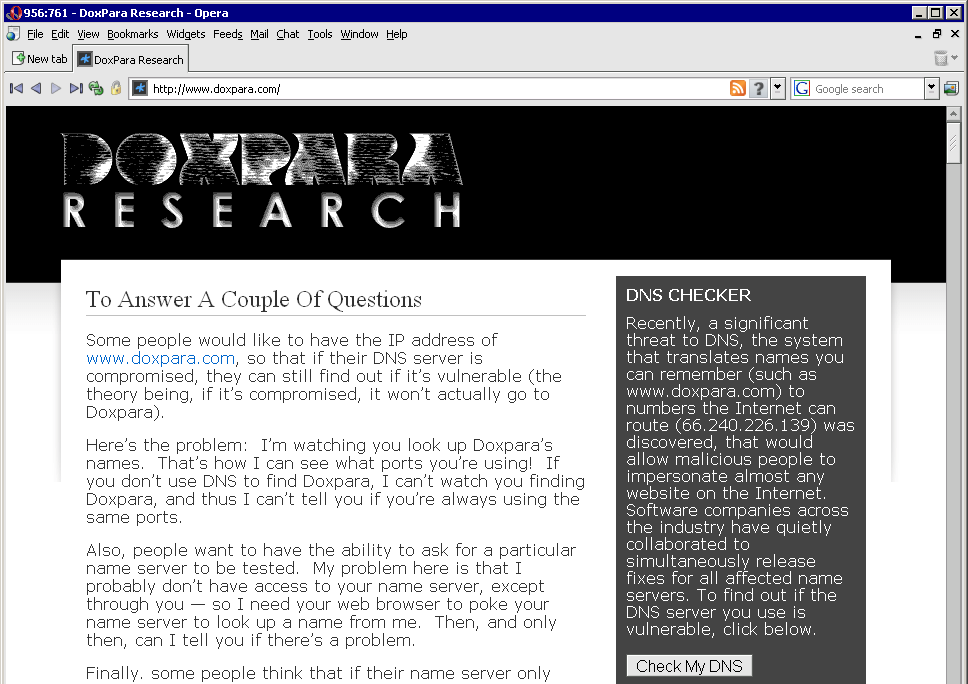 956:761 - DoxPara Research - Opera
File Edit View Bookmarks Widgets Feeds Mail Chat Tools Window Help
New tab DoxPara Research
http://www.doxpara.com/ ? G Google search
DOXPARA
RESEARCH
To Answer A Couple Of Questions
Some people would like to have the IP address of
www.doxpara.com, so that if their DNS server is
compromised, they can still find out if it’s vulnerable (the
theory being, if it’s compromised, it won’t actually go to
Doxpara).
Here’s the problem:  I’m watching you look up Doxpara’s
names.  That’s how I can see what ports you’re using!  If
you don’t use DNS to find Doxpara, I can’t watch you finding
Doxpara, and thus I can’t tell you if you’re always using the
same ports.
Also, people want to have the ability to ask for a particular
name server to be tested.  My problem here is that I
probably don’t have access to your name server, except
through you — so I need your web browser to poke your
name server to look up a name from me.  Then, and only
then, can I tell you if there’s a problem.
Finally, some people think that if their name server only
DNS CHECKER
Recently, a significant
threat to DNS, the system
that translates names you
can remember (such as
www.doxpara.com) to
numbers the Internet can
route (66.240.226.139) was
discovered, that would
allow malicious people to
impersonate almost any
website on the Internet.
Software companies across
the industry have quietly
collaborated to
simultaneously release
fixes for all affected name
servers. To find out if the
DNS server you use is
vulnerable, click below.
Check My DNS